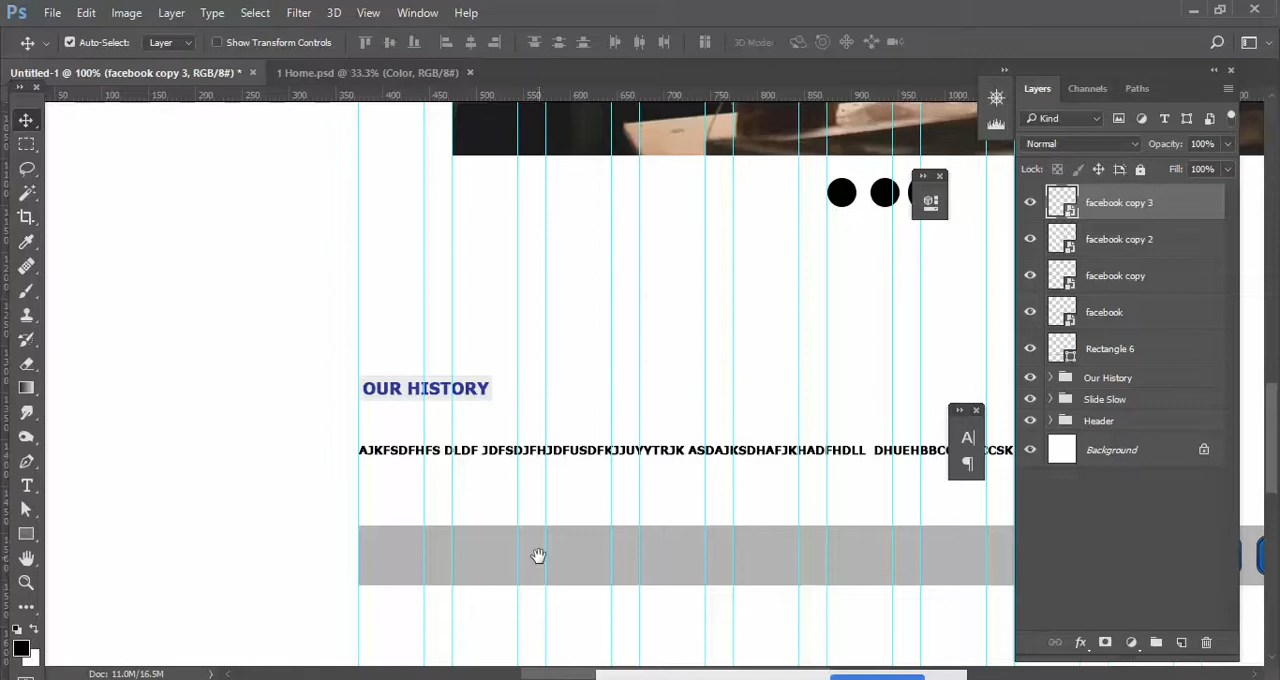 Ps File Edit Image Layer Type Select Filter 3D View Window Help
Auto-Select: Layer Show Transform Controls 3D Mode:
Untitled-1 @ 100% (facebook copy 3, RGB/8#) * × 1 Home.psd @ 33.3% (Color, RGB/8#) ×
50 100 150 200 250 300 350 400 450 500 550 600 650 700 750 800 850 900 950 1000
Layers Channels Paths
Kind
Normal Opacity: 100%
Lock: Fill: 100%
facebook copy 3
facebook copy 2
facebook copy
facebook
Rectangle 6
Our History
Slide Slow
Header
Background
OUR HISTORY
AJKFSDFHFS DLDF JDFSDJFHJDFUSDFKJJUYYTRJK ASDAJKSDHAFJKHADFHDLL DHUEHBBC
Doc: 11.0M/16.5M